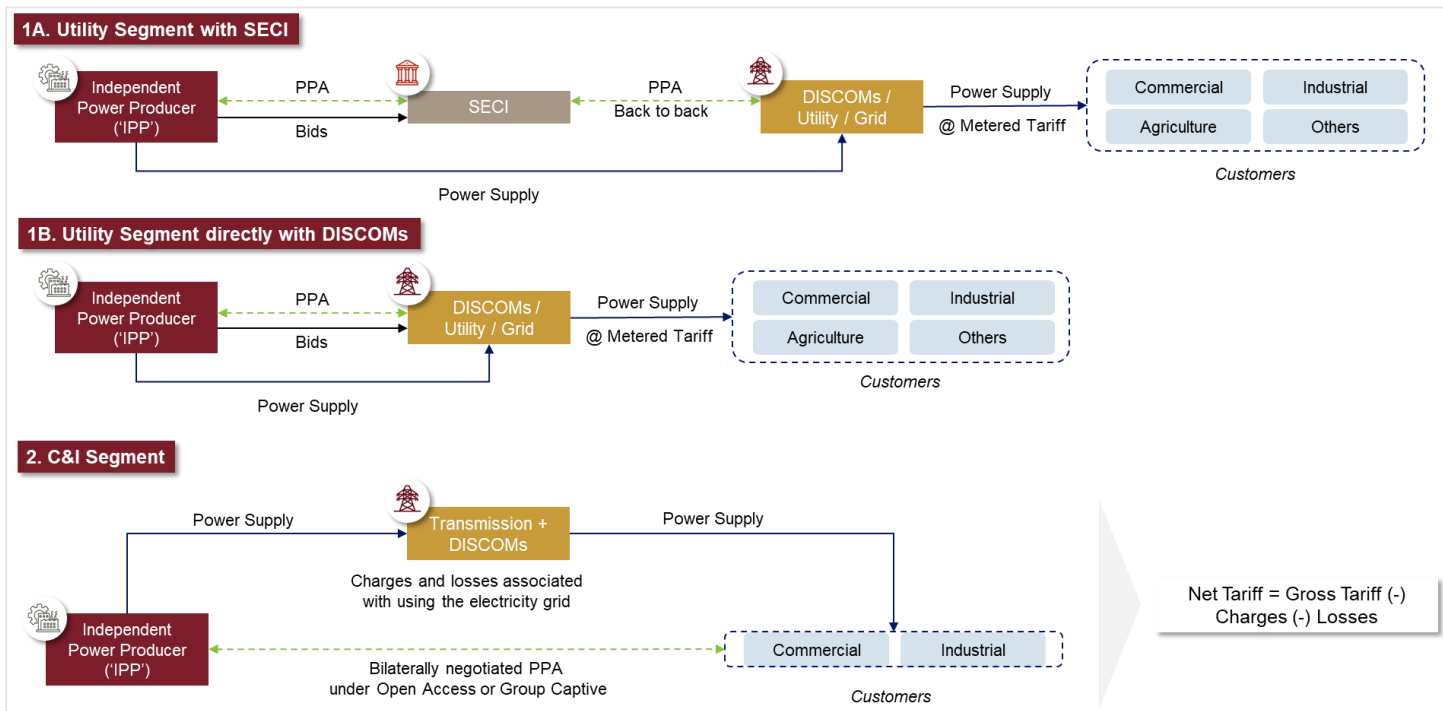 1A. Utility Segment with SECI
Independent
Power Producer
(‘IPP’)
PPA
Bids
SECI
PPA
Back to back
DISCOMs /
Utility / Grid
Power Supply
@ Metered Tariff
Commercial
Industrial
Agriculture
Others
Customers
Power Supply
1B. Utility Segment directly with DISCOMs
Independent
Power Producer
(‘IPP’)
PPA
Bids
DISCOMs /
Utility / Grid
Power Supply
@ Metered Tariff
Commercial
Industrial
Agriculture
Others
Customers
Power Supply
2. C&I Segment
Power Supply
Transmission +
DISCOMs
Power Supply
Charges and losses associated
with using the electricity grid
Independent
Power Producer
(‘IPP’)
Bilaterally negotiated PPA
under Open Access or Group Captive
Commercial
Industrial
Customers
Net Tariff = Gross Tariff (-)
Charges (-) Losses